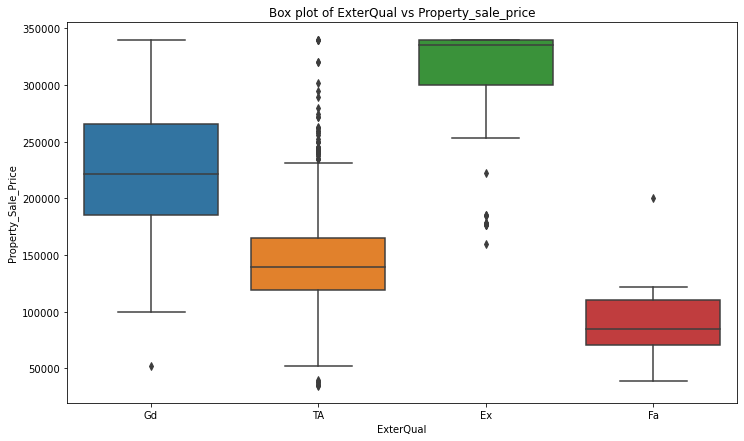 Box plot of ExterQual vs Property_sale_price
Property_Sale_Price
350000
300000
250000
200000
150000
100000
50000
Gd TA Ex Fa
ExterQual